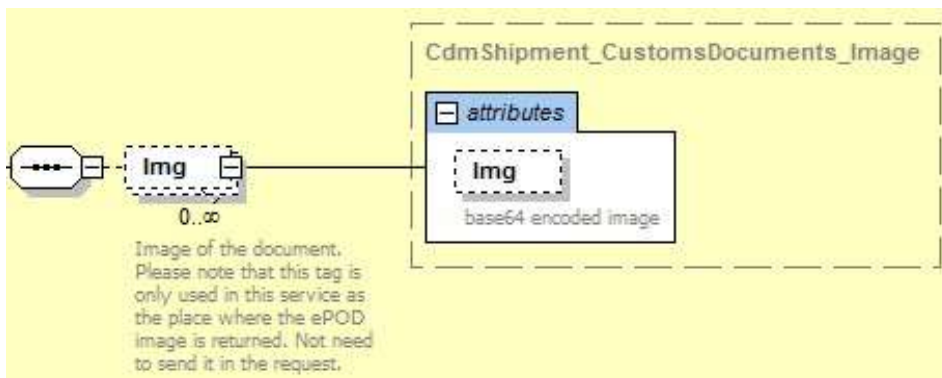 CdmShipment_CustomsDocuments_Image
attributes
Img
Img
0..∞
base64 encoded image
Image of the document.
Please note that this tag is
only used in this service as
the place where the ePOD
image is returned. Not need
to send it in the request.